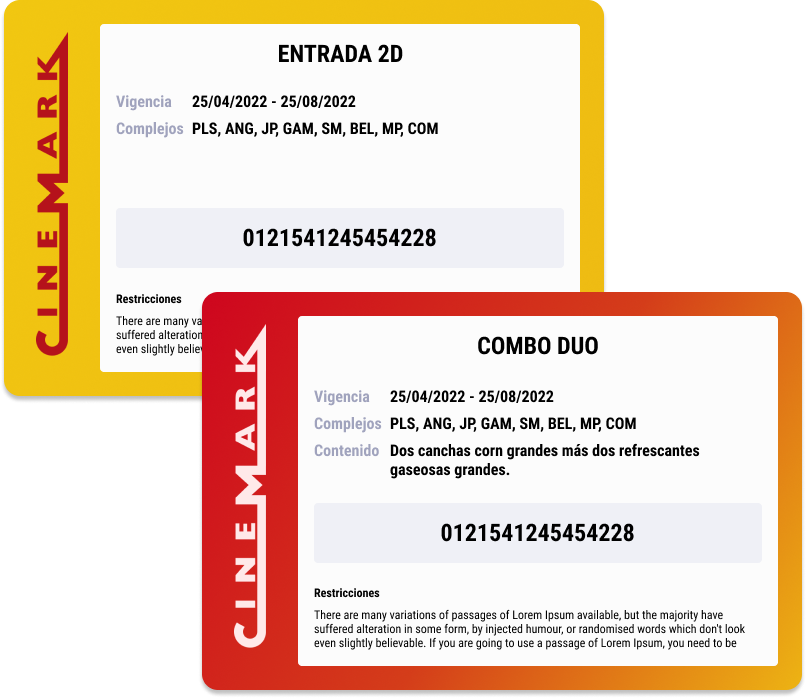 CINEMARK
ENTRADA 2D
Vigencia 25/04/2022 - 25/08/2022
Complejos PLS, ANG, JP, GAM, SM, BEL, MP, COM
0121541245454228
Restricciones
There are many va
suffered alteration
even slightly believ
CINEMARK
COMBO DUO
Vigencia 25/04/2022 - 25/08/2022
Complejos PLS, ANG, JP, GAM, SM, BEL, MP, COM
Contenido Dos canchas corn grandes más dos refrescantes
gaseosas grandes.
0121541245454228
Restricciones
There are many variations of passages of Lorem Ipsum available, but the majority have
suffered alteration in some form, by injected humour, or randomised words which don't look
even slightly believable. If you are going to use a passage of Lorem Ipsum, you need to be